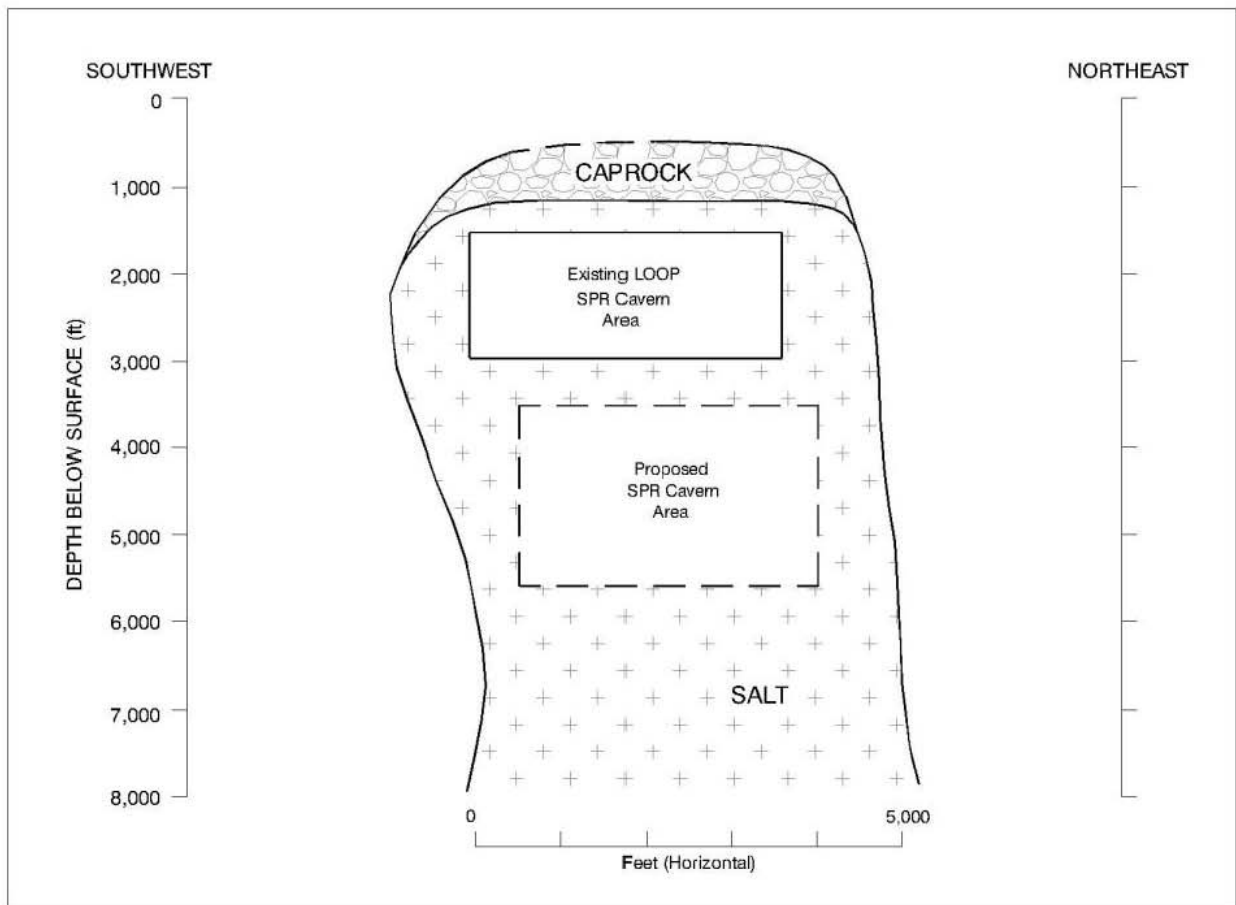 SOUTHWEST
NORTHEAST
0
1,000
2,000
3,000
4,000
5,000
6,000
7,000
8,000
DEPTH BELOW SURFACE (ft)
CAPROCK
Existing LOOP
SPR Cavern
Area
Proposed
SPR Cavern
Area
SALT
0
5,000
Feet (Horizontal)